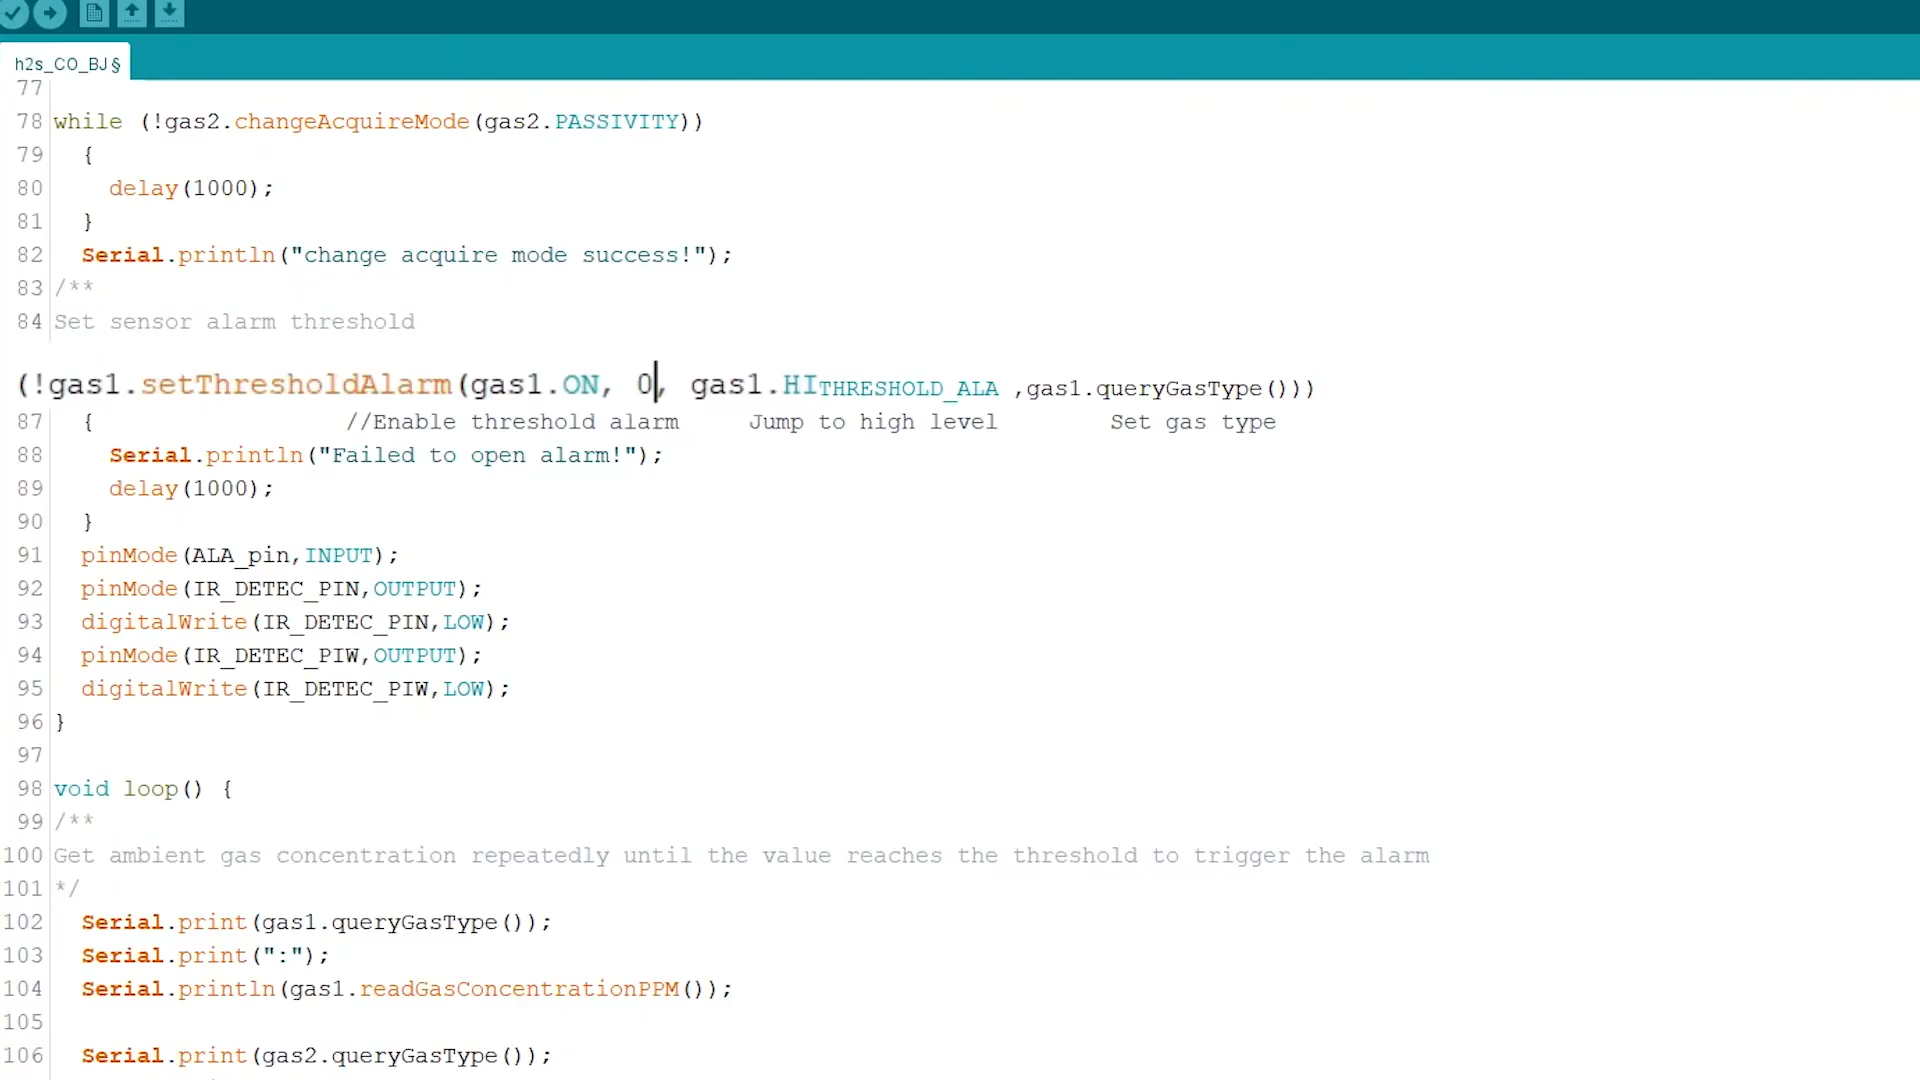 h2s_CO_BJ§
77
78 while (!gas2.changeAcquireMode(gas2.PASSIVITY))
79 {
80 delay(1000);
81 }
82 Serial.println("change acquire mode success!");
83 /**
84 Set sensor alarm threshold
(!gas1.setThresholdAlarm(gas1.ON, 0, gas1.HITHRESHOLD_ALA ,gas1.queryGasType()))
87 { //Enable threshold alarm Jump to high level Set gas type
88 Serial.println("Failed to open alarm!");
89 delay(1000);
90 }
91 pinMode(ALA_pin,INPUT);
92 pinMode(IR_DETEC_PIN,OUTPUT);
93 digitalWrite(IR_DETEC_PIN,LOW);
94 pinMode(IR_DETEC_PIW,OUTPUT);
95 digitalWrite(IR_DETEC_PIW,LOW);
96 }
97
98 void loop() {
99 /**
100 Get ambient gas concentration repeatedly until the value reaches the threshold to trigger the alarm
101 */
102 Serial.print(gas1.queryGasType());
103 Serial.print(":");
104 Serial.println(gas1.readGasConcentrationPPM());
105
106 Serial.print(gas2.queryGasType());